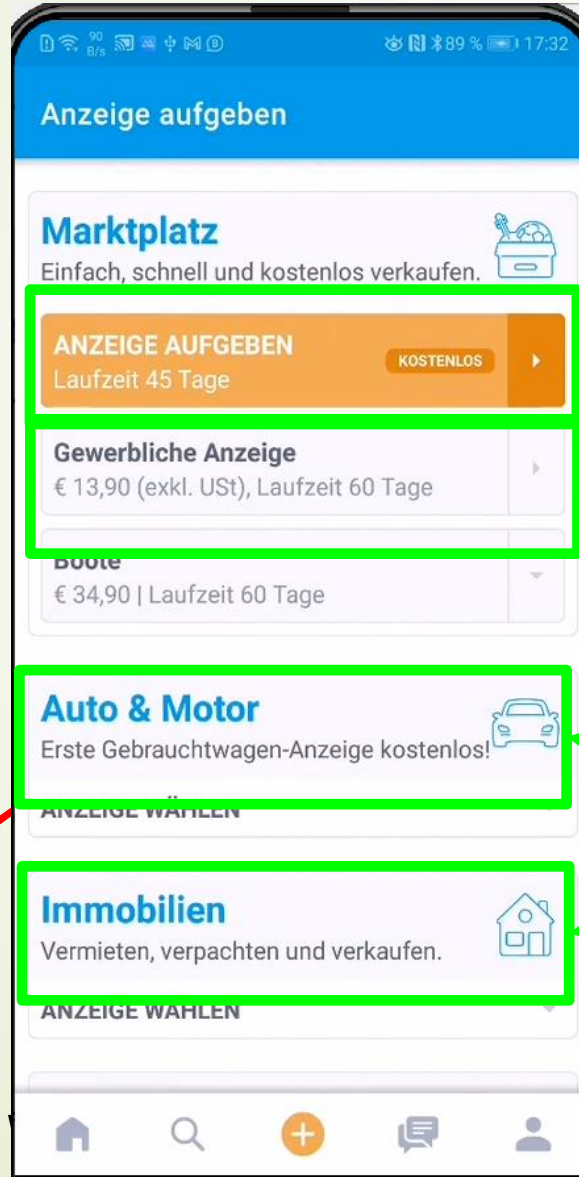 90
B/s
89 %
17:32
Anzeige aufgeben
Marktplatz
Einfach, schnell und kostenlos verkaufen.
ANZEIGE AUFGEBEN
Laufzeit 45 Tage
KOSTENLOS
Gewerbliche Anzeige
€ 13,90 (exkl. USt), Laufzeit 60 Tage
Boote
€ 34,90 | Laufzeit 60 Tage
Auto & Motor
Erste Gebrauchtwagen-Anzeige kostenlos!
ANZEIGE WÄHLEN
Immobilien
Vermieten, verpachten und verkaufen.
ANZEIGE WÄHLEN